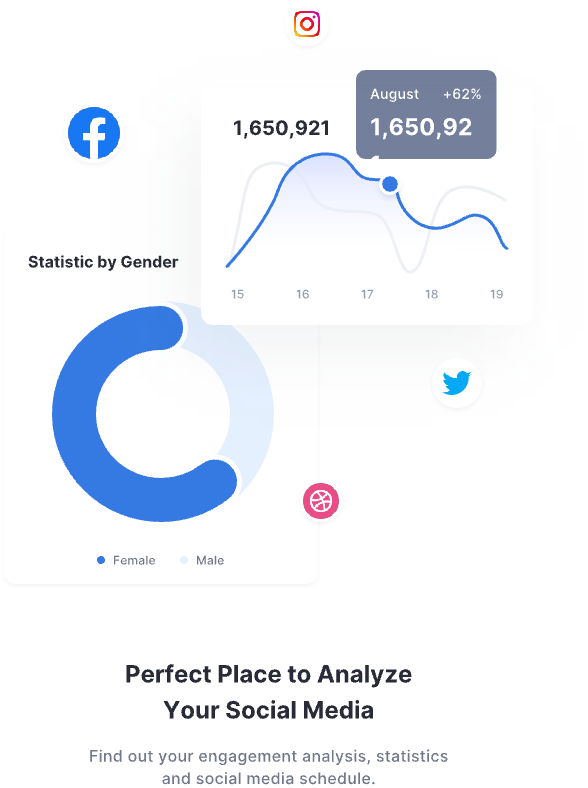 August +62%
1,650,921
1,650,92
15 16 17 18 19
Statistic by Gender
Female Male
Perfect Place to Analyze
Your Social Media
Find out your engagement analysis, statistics
and social media schedule.